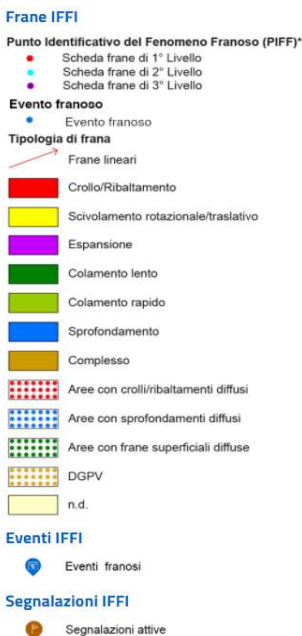 Frane IFFI
Punto Identificativo del Fenomeno Franoso (PIFF)*
Scheda frane di 1° Livello
Scheda frane di 2° Livello
Scheda frane di 3° Livello
Evento franoso
Evento franoso
Tipologia di frana
Frane lineari
Crollo/Ribaltamento
Scivolamento rotazionale/traslativo
Espansione
Colamento lento
Colamento rapido
Sprofondamento
Complesso
Aree con crolli/ribaltamenti diffusi
Aree con sprofondamenti diffusi
Aree con frane superficiali diffuse
DGPV
n.d.
Eventi IFFI
Eventi franosi
Segnalazioni IFFI
P Segnalazioni attive